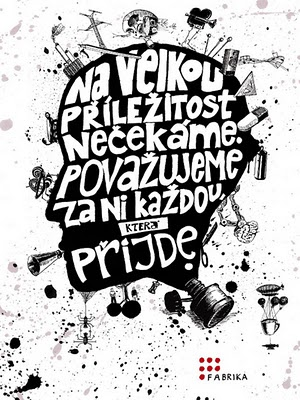 Na velkou
příležitost
nečekáme.
Považujeme
za ni každou,
která
přijde.
FABRIKA